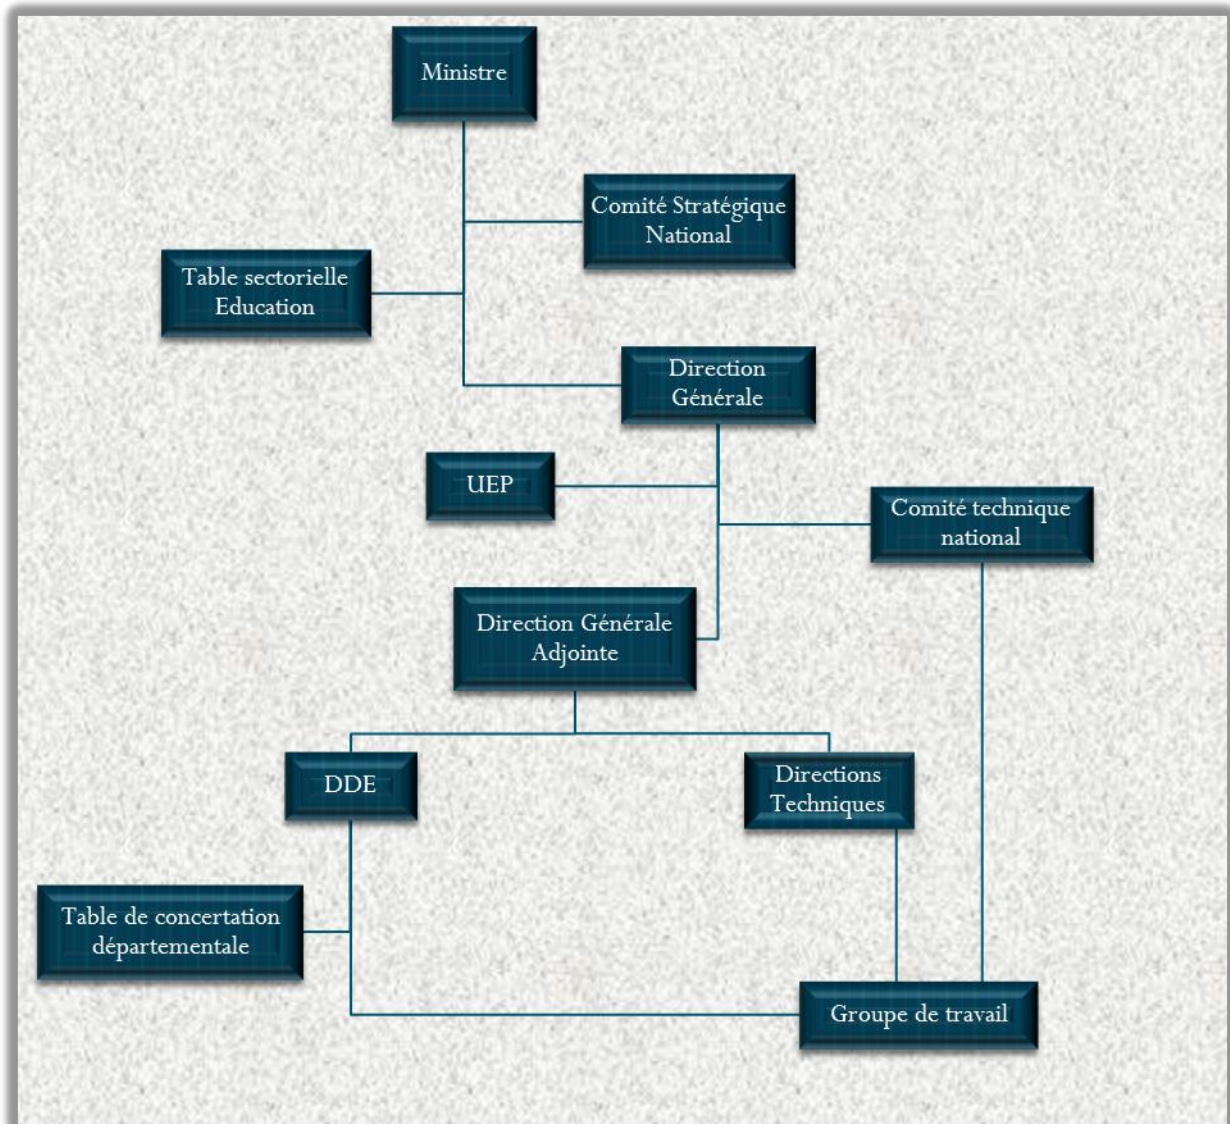 Ministre
Comité Stratégique
National
Table sectorielle
Education
Direction
Générale
UEP
Comité technique
national
Direction Générale
Adjointe
DDE
Directions
Techniques
Table de concertation
départementale
Groupe de travail